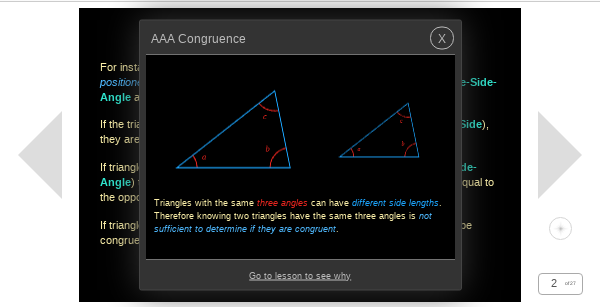 AAA Congruence
X
For insta
position e-Side-
Angle a
c
b
a
If the tria Side),
they are
If triangl de-
Angle) qual to
the oppo
Triangles with the same three angles can have different side lengths.
Therefore knowing two triangles have the same three angles is not
sufficient to determine if they are congruent.
If triangl be
congrue
Go to lesson to see why
2 of 27